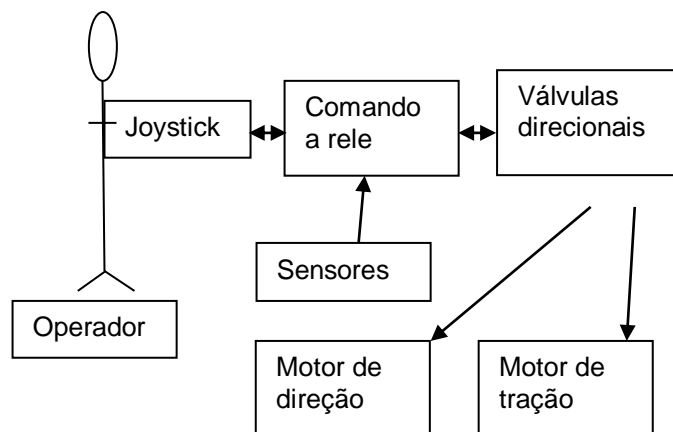 Joystick
Comando
a rele
Válvulas
direcionais
Sensores
Operador
Motor de
direção
Motor de
tração